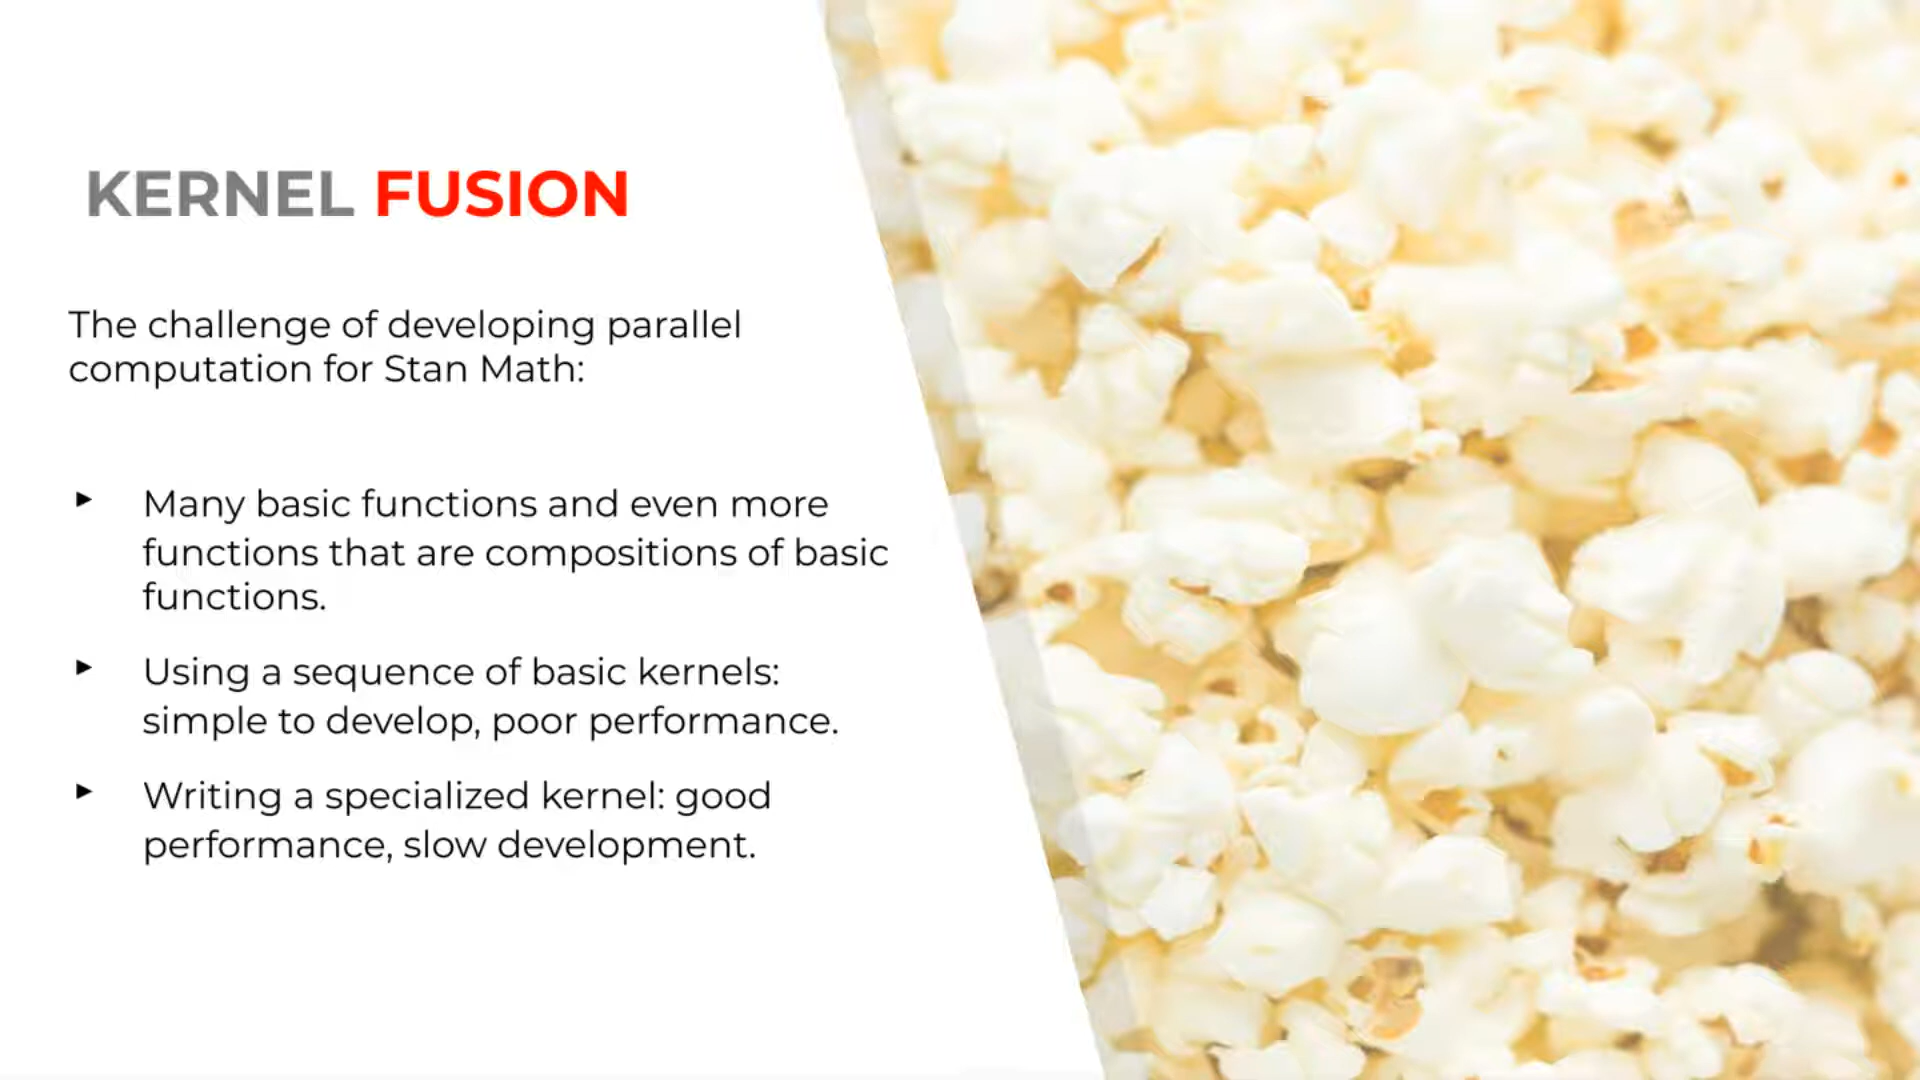 KERNEL FUSION
The challenge of developing parallel
computation for Stan Math:
► Many basic functions and even more
functions that are compositions of basic
functions.
► Using a sequence of basic kernels:
simple to develop, poor performance.
► Writing a specialized kernel: good
performance, slow development.